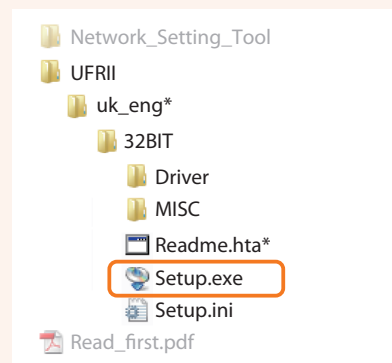 Network_Setting_Tool
UFRII
uk_eng*
32BIT
Driver
MISC
Readme.hta*
Setup.exe
Setup.ini
Read_first.pdf